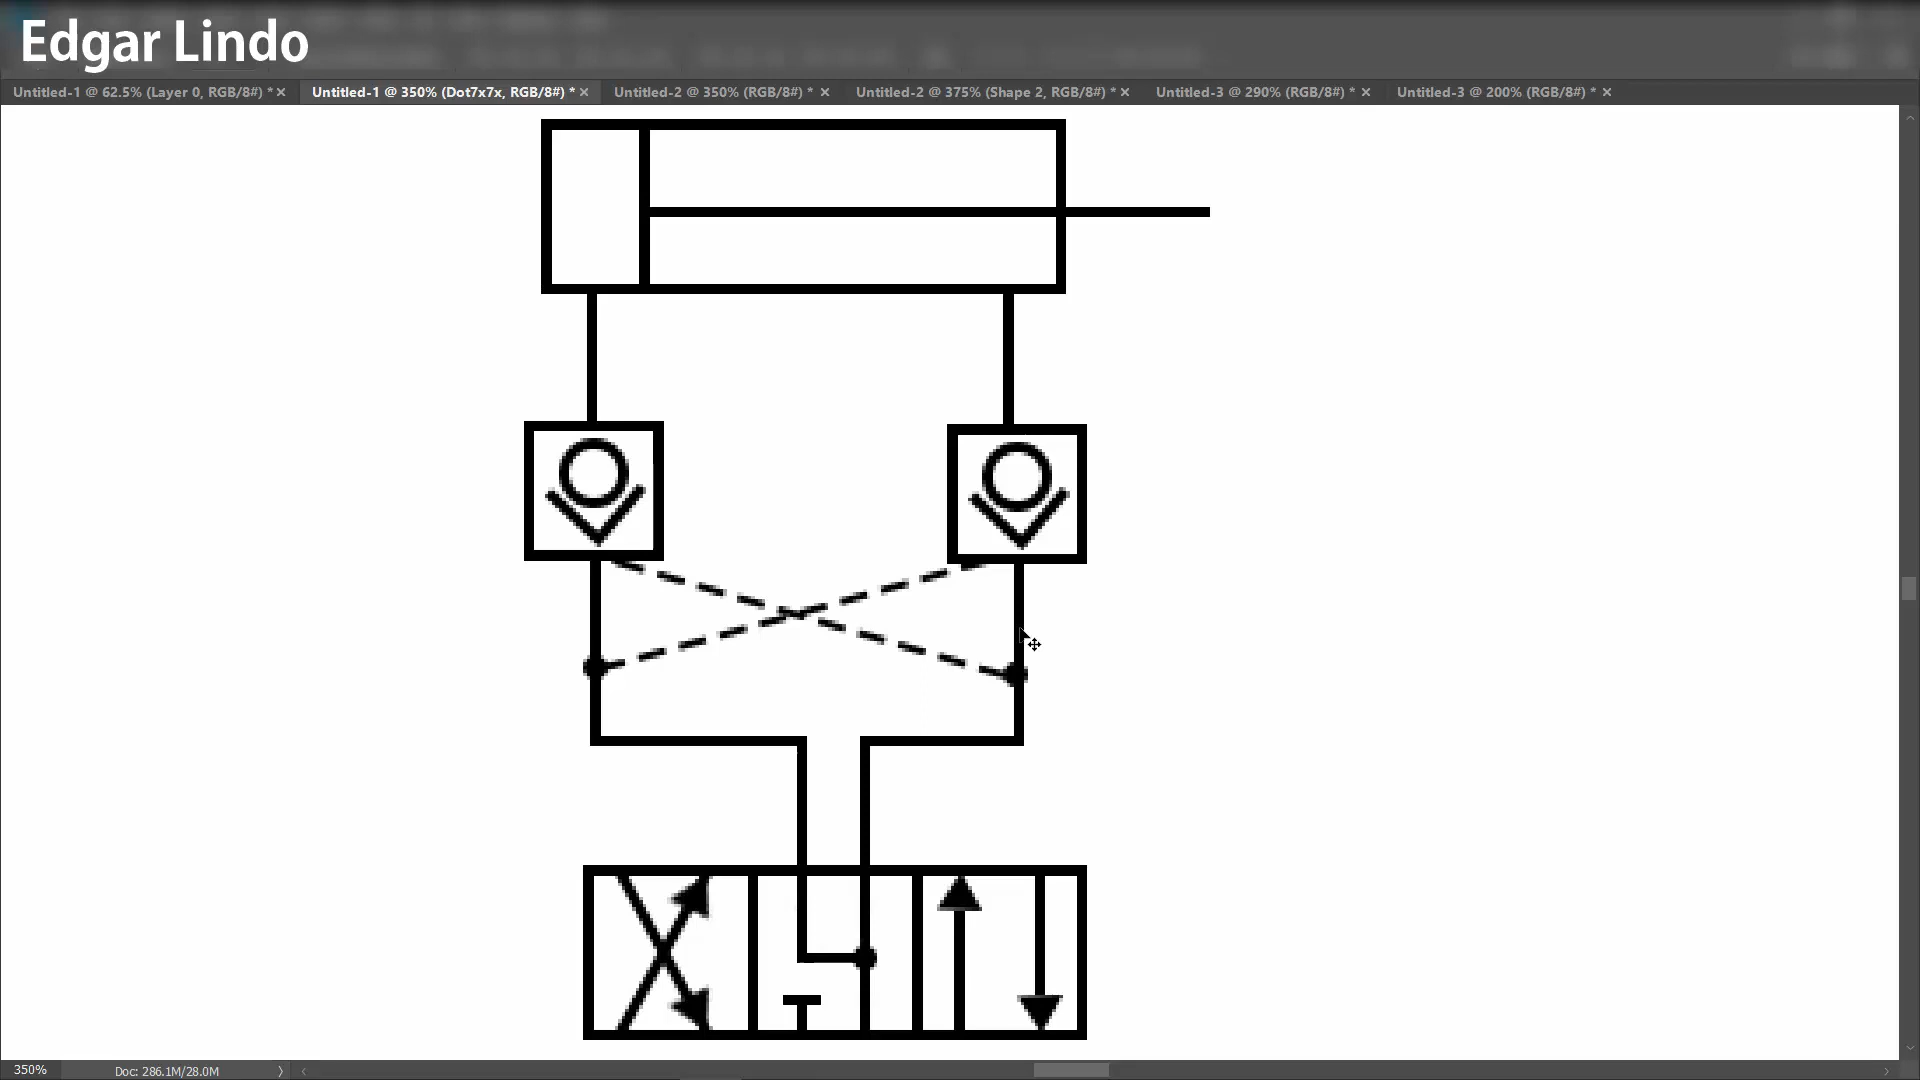 Edgar Lindo
Untitled-1 @ 62.5% (Layer 0, RGB/8#) * ×
Untitled-1 @ 350% (Dot7x7x, RGB/8#) * ×
Untitled-2 @ 350% (RGB/8#) * ×
Untitled-2 @ 375% (Shape 2, RGB/8#) * ×
Untitled-3 @ 290% (RGB/8#) * ×
Untitled-3 @ 200% (RGB/8#) * ×
350%
Doc: 286.1M/28.0M